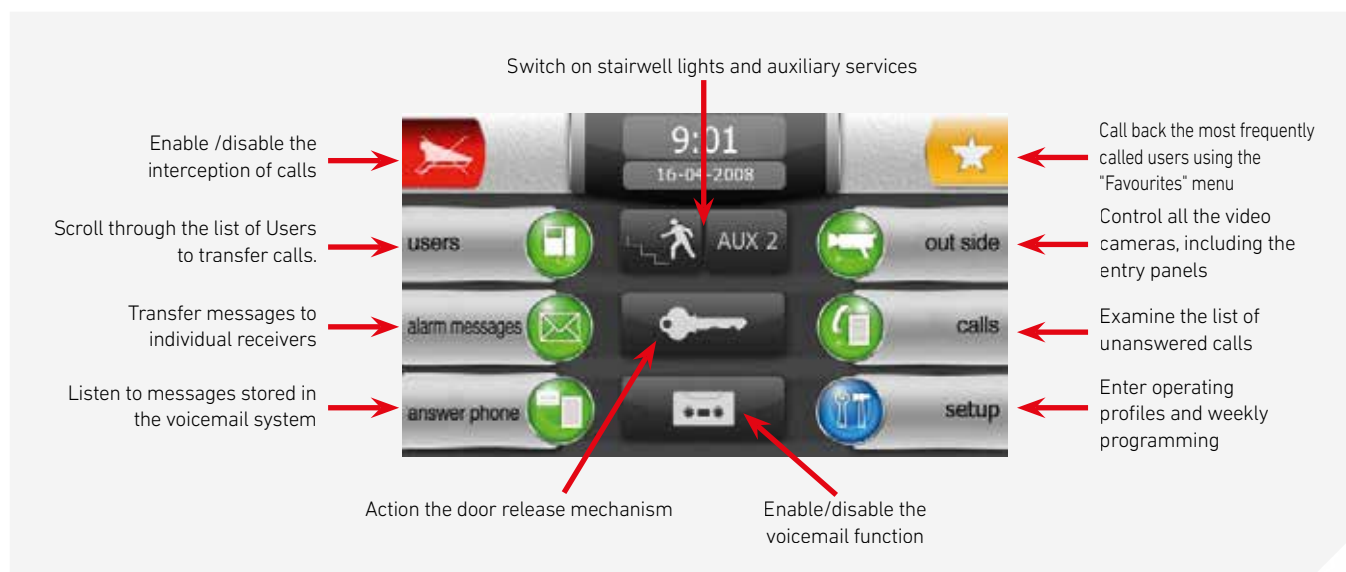 Switch on stairwell lights and auxiliary services
Enable /disable the
interception of calls
Scroll through the list of Users
to transfer calls.
Transfer messages to
individual receivers
Listen to messages stored in
the voicemail system
9:01
16-04-2008
users
AUX 2
out side
alarm messages
calls
answer phone
setup
Call back the most frequently
called users using the
"Favourites" menu
Control all the video
cameras, including the
entry panels
Examine the list of
unanswered calls
Enter operating
profiles and weekly
programming
Action the door release mechanism
Enable/disable the
voicemail function